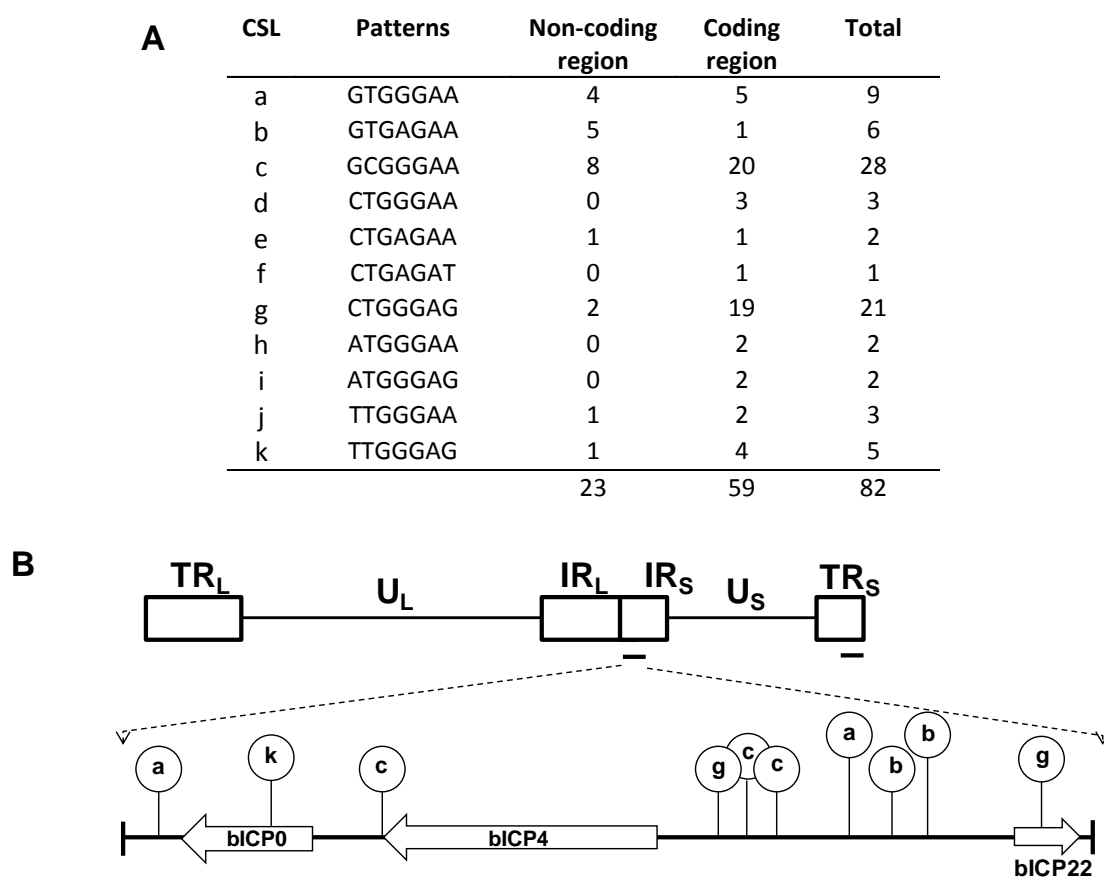 A
CSL Patterns Non-coding region Coding region Total
a GTGGGAA 4 5 9
b GTGAGAA 5 1 6
c GCGGGAA 8 20 28
d CTGGGAA 0 3 3
e CTGAGAA 1 1 2
f CTGAGAT 0 1 1
g CTGGGAG 2 19 21
h ATGGGAA 0 2 2
i ATGGGAG 0 2 2
j TTGGGAA 1 2 3
k TTGGGAG 1 4 5
23 59 82
B
TRL UL IRL IRS US TRS
a k c g c c a b b g
bICP0 bICP4
bICP22